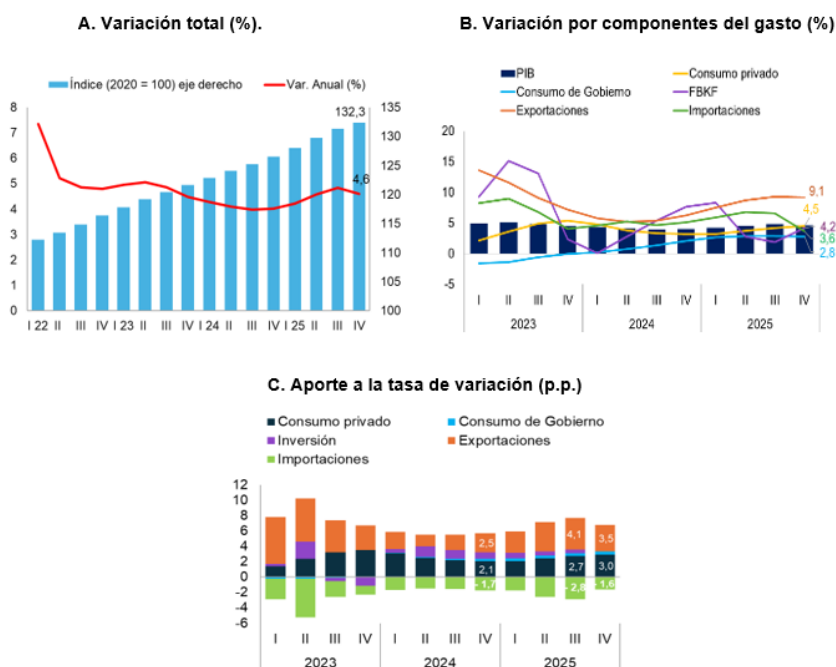 A. Variación total (%).
Índice (2020 = 100) eje derecho
Var. Anual (%)
8
7
6
5
4
3
2
1
0
135
130
125
120
115
110
105
100
132,3
4,6
I 22 II III IV I 23 II III IV I 24 II III IV I 25 II III IV
B. Variación por componentes del gasto (%)
PIB
Consumo privado
Consumo de Gobierno
FBKF
Exportaciones
Importaciones
20
15
10
5
0
-5
9,1
4,5
4,2
3,6
2,8
I II III IV I II III IV I II III IV
2023 2024 2025
C. Aporte a la tasa de variación (p.p.)
Consumo privado
Consumo de Gobierno
Inversión
Exportaciones
Importaciones
12
10
8
6
4
2
0
-2
-4
-6
2,5
4,1
3,5
2,1
2,7
3,0
- 1,7
- 2,8
- 1,6
I II III IV I II III IV I II III IV
2023 2024 2025